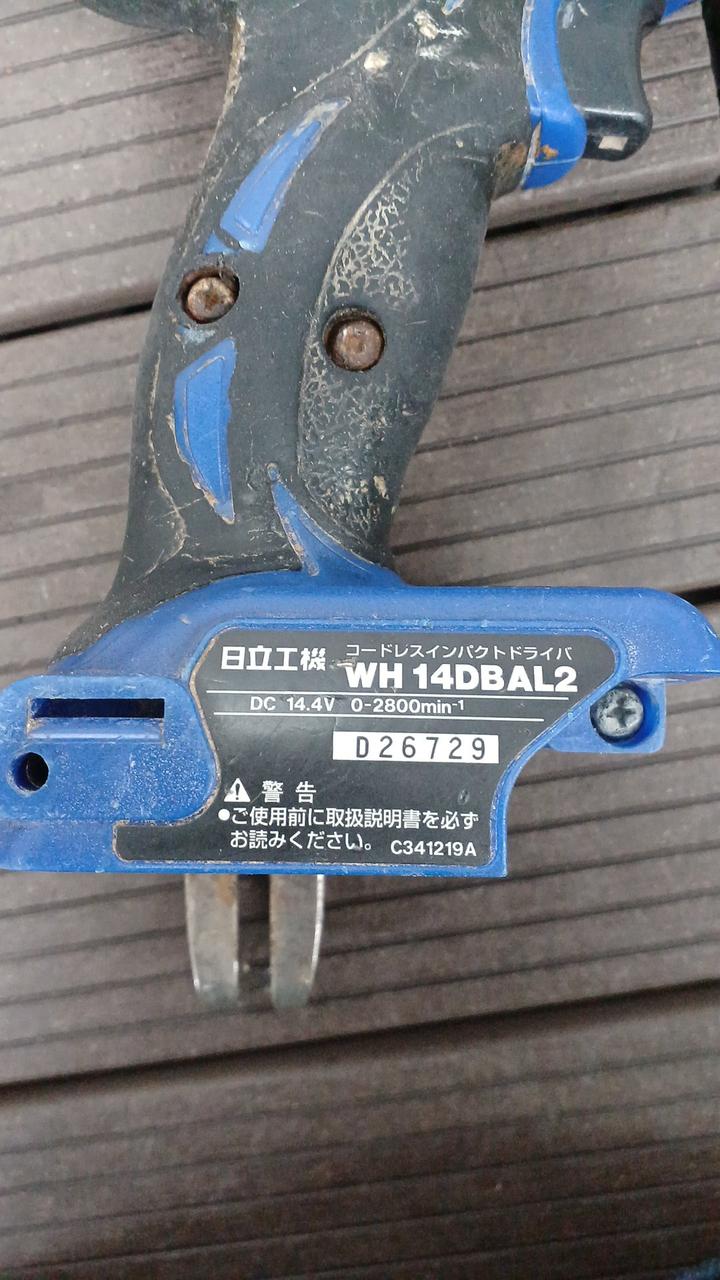 日立工機 コードレスインパクトドライバ
WH 14DBAL2
DC 14.4V 0-2800min⁻¹
D26729
警告
●ご使用前に取扱説明書を必ず
お読みください。 C341219A